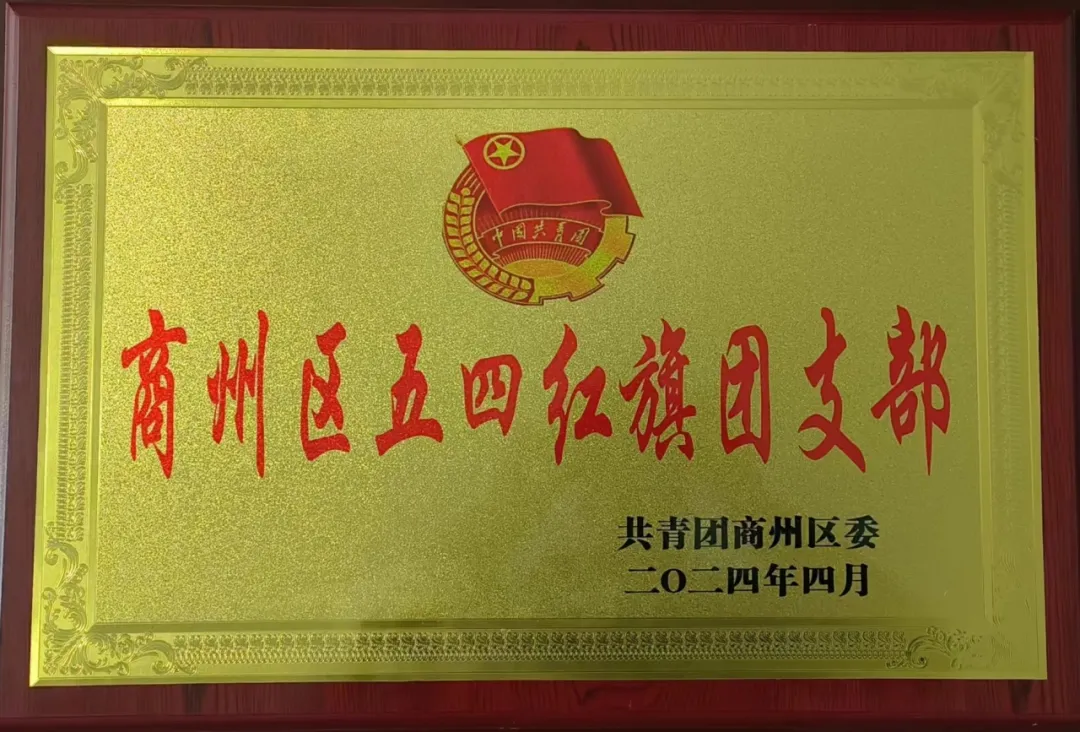 中国共青团
商州区五四红旗团支部
共青团商州区委
二〇二四年四月